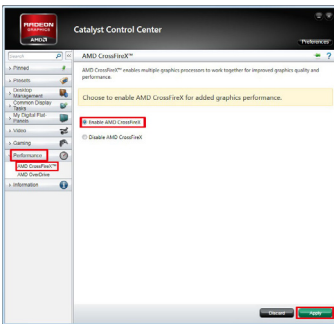 RADEON
GRAPHICS
AMD
Catalyst Control Center
Preferences
Search
AMD CrossFireX™
?
Pinned
Presets
Desktop
Management
Common Display
Tasks
My Digital Flat-
Panels
Video
Gaming
Performance
AMD CrossFireX™
AMD OverDrive
Information
AMD CrossFireX™ enables multiple graphics processors to work together for improved graphics quality and
performance.
Choose to enable AMD CrossFireX for added graphics performance.
Enable AMD CrossFireX
Disable AMD CrossFireX
Discard
Apply